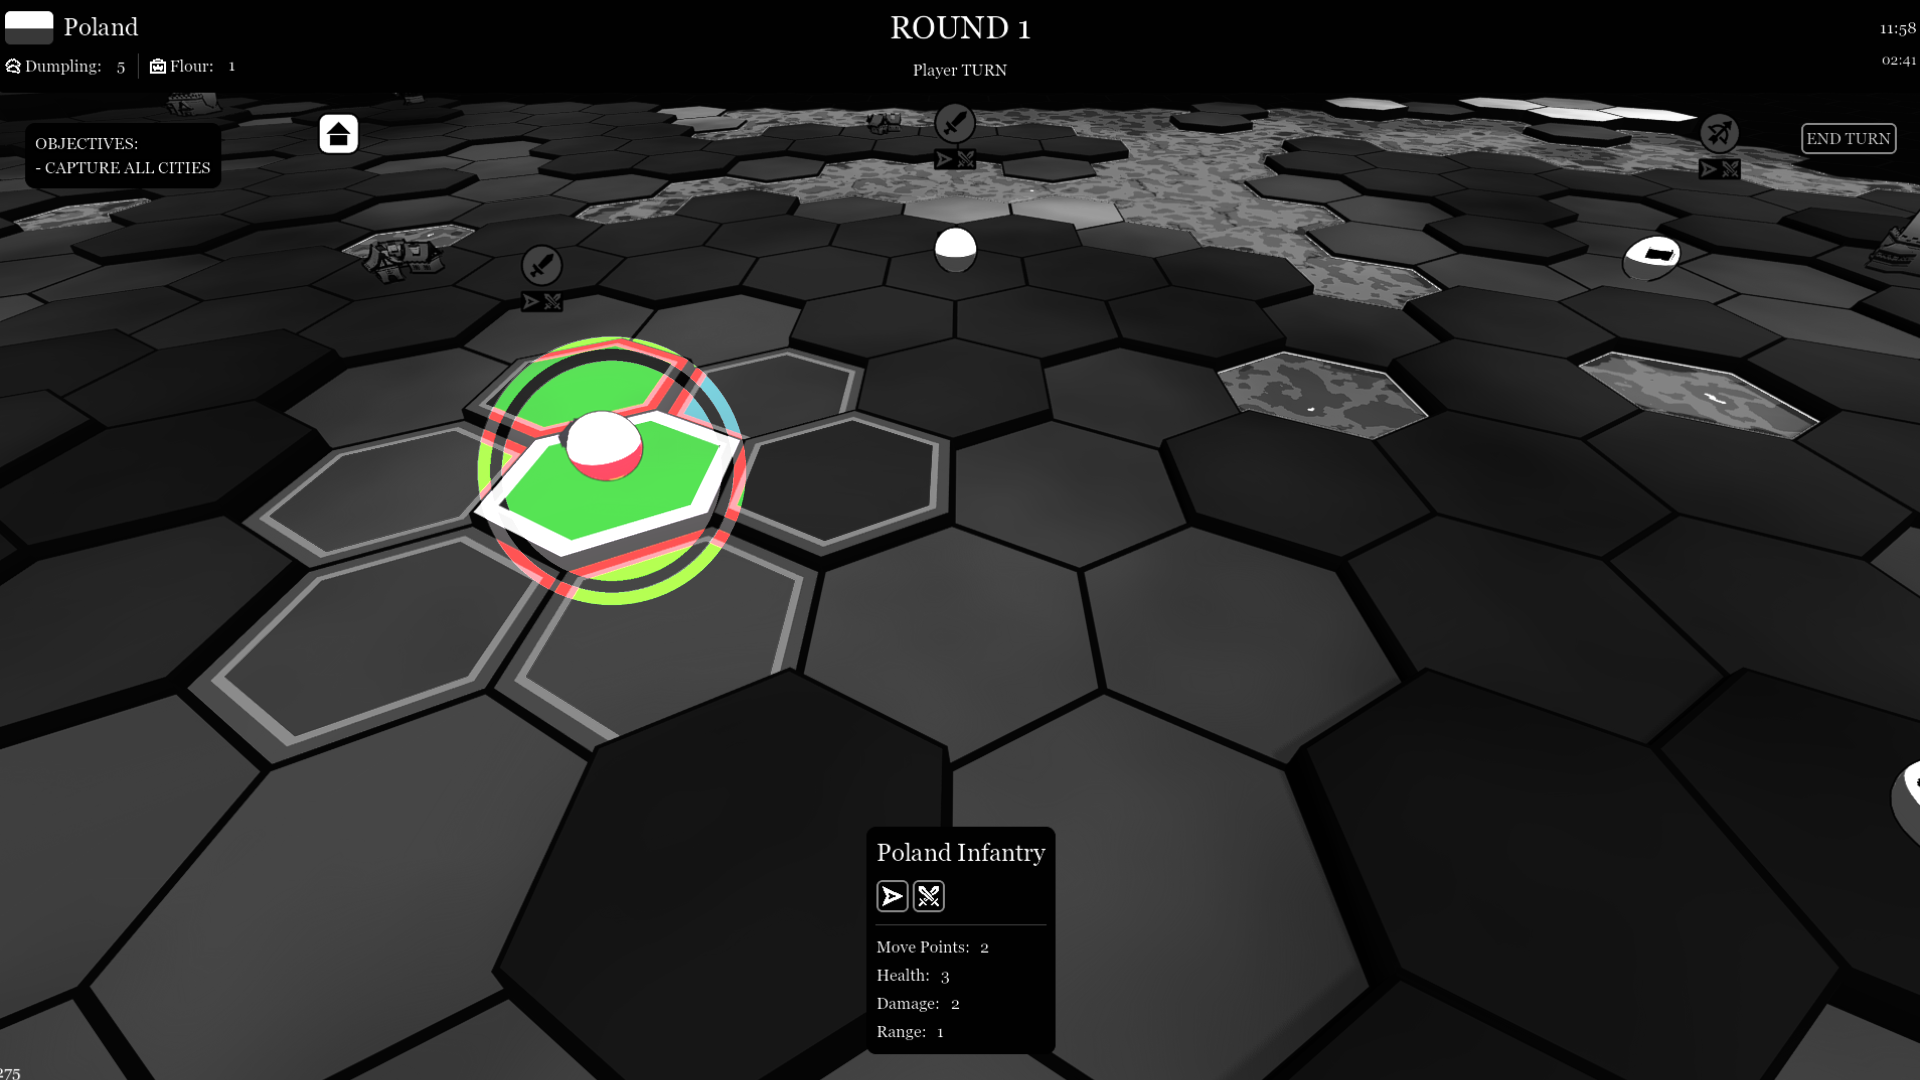 Poland
ROUND 1
11:58
Dumpling: 5
Flour: 1
Player TURN
02:41
OBJECTIVES:
- CAPTURE ALL CITIES
END TURN
Poland Infantry
Move Points: 2
Health: 3
Damage: 2
Range: 1
275